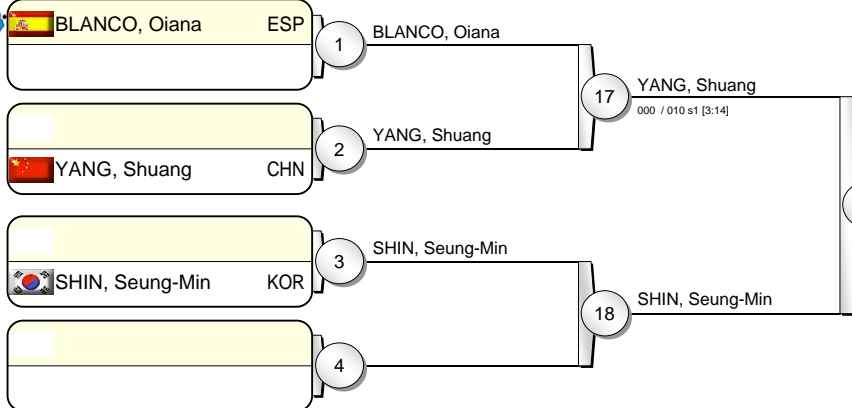 BLANCO, Oiana ESP
1
BLANCO, Oiana
17
YANG, Shuang
000 / 010 s1 [3:14]
2
YANG, Shuang
YANG, Shuang CHN
3
SHIN, Seung-Min
SHIN, Seung-Min KOR
18
SHIN, Seung-Min
4